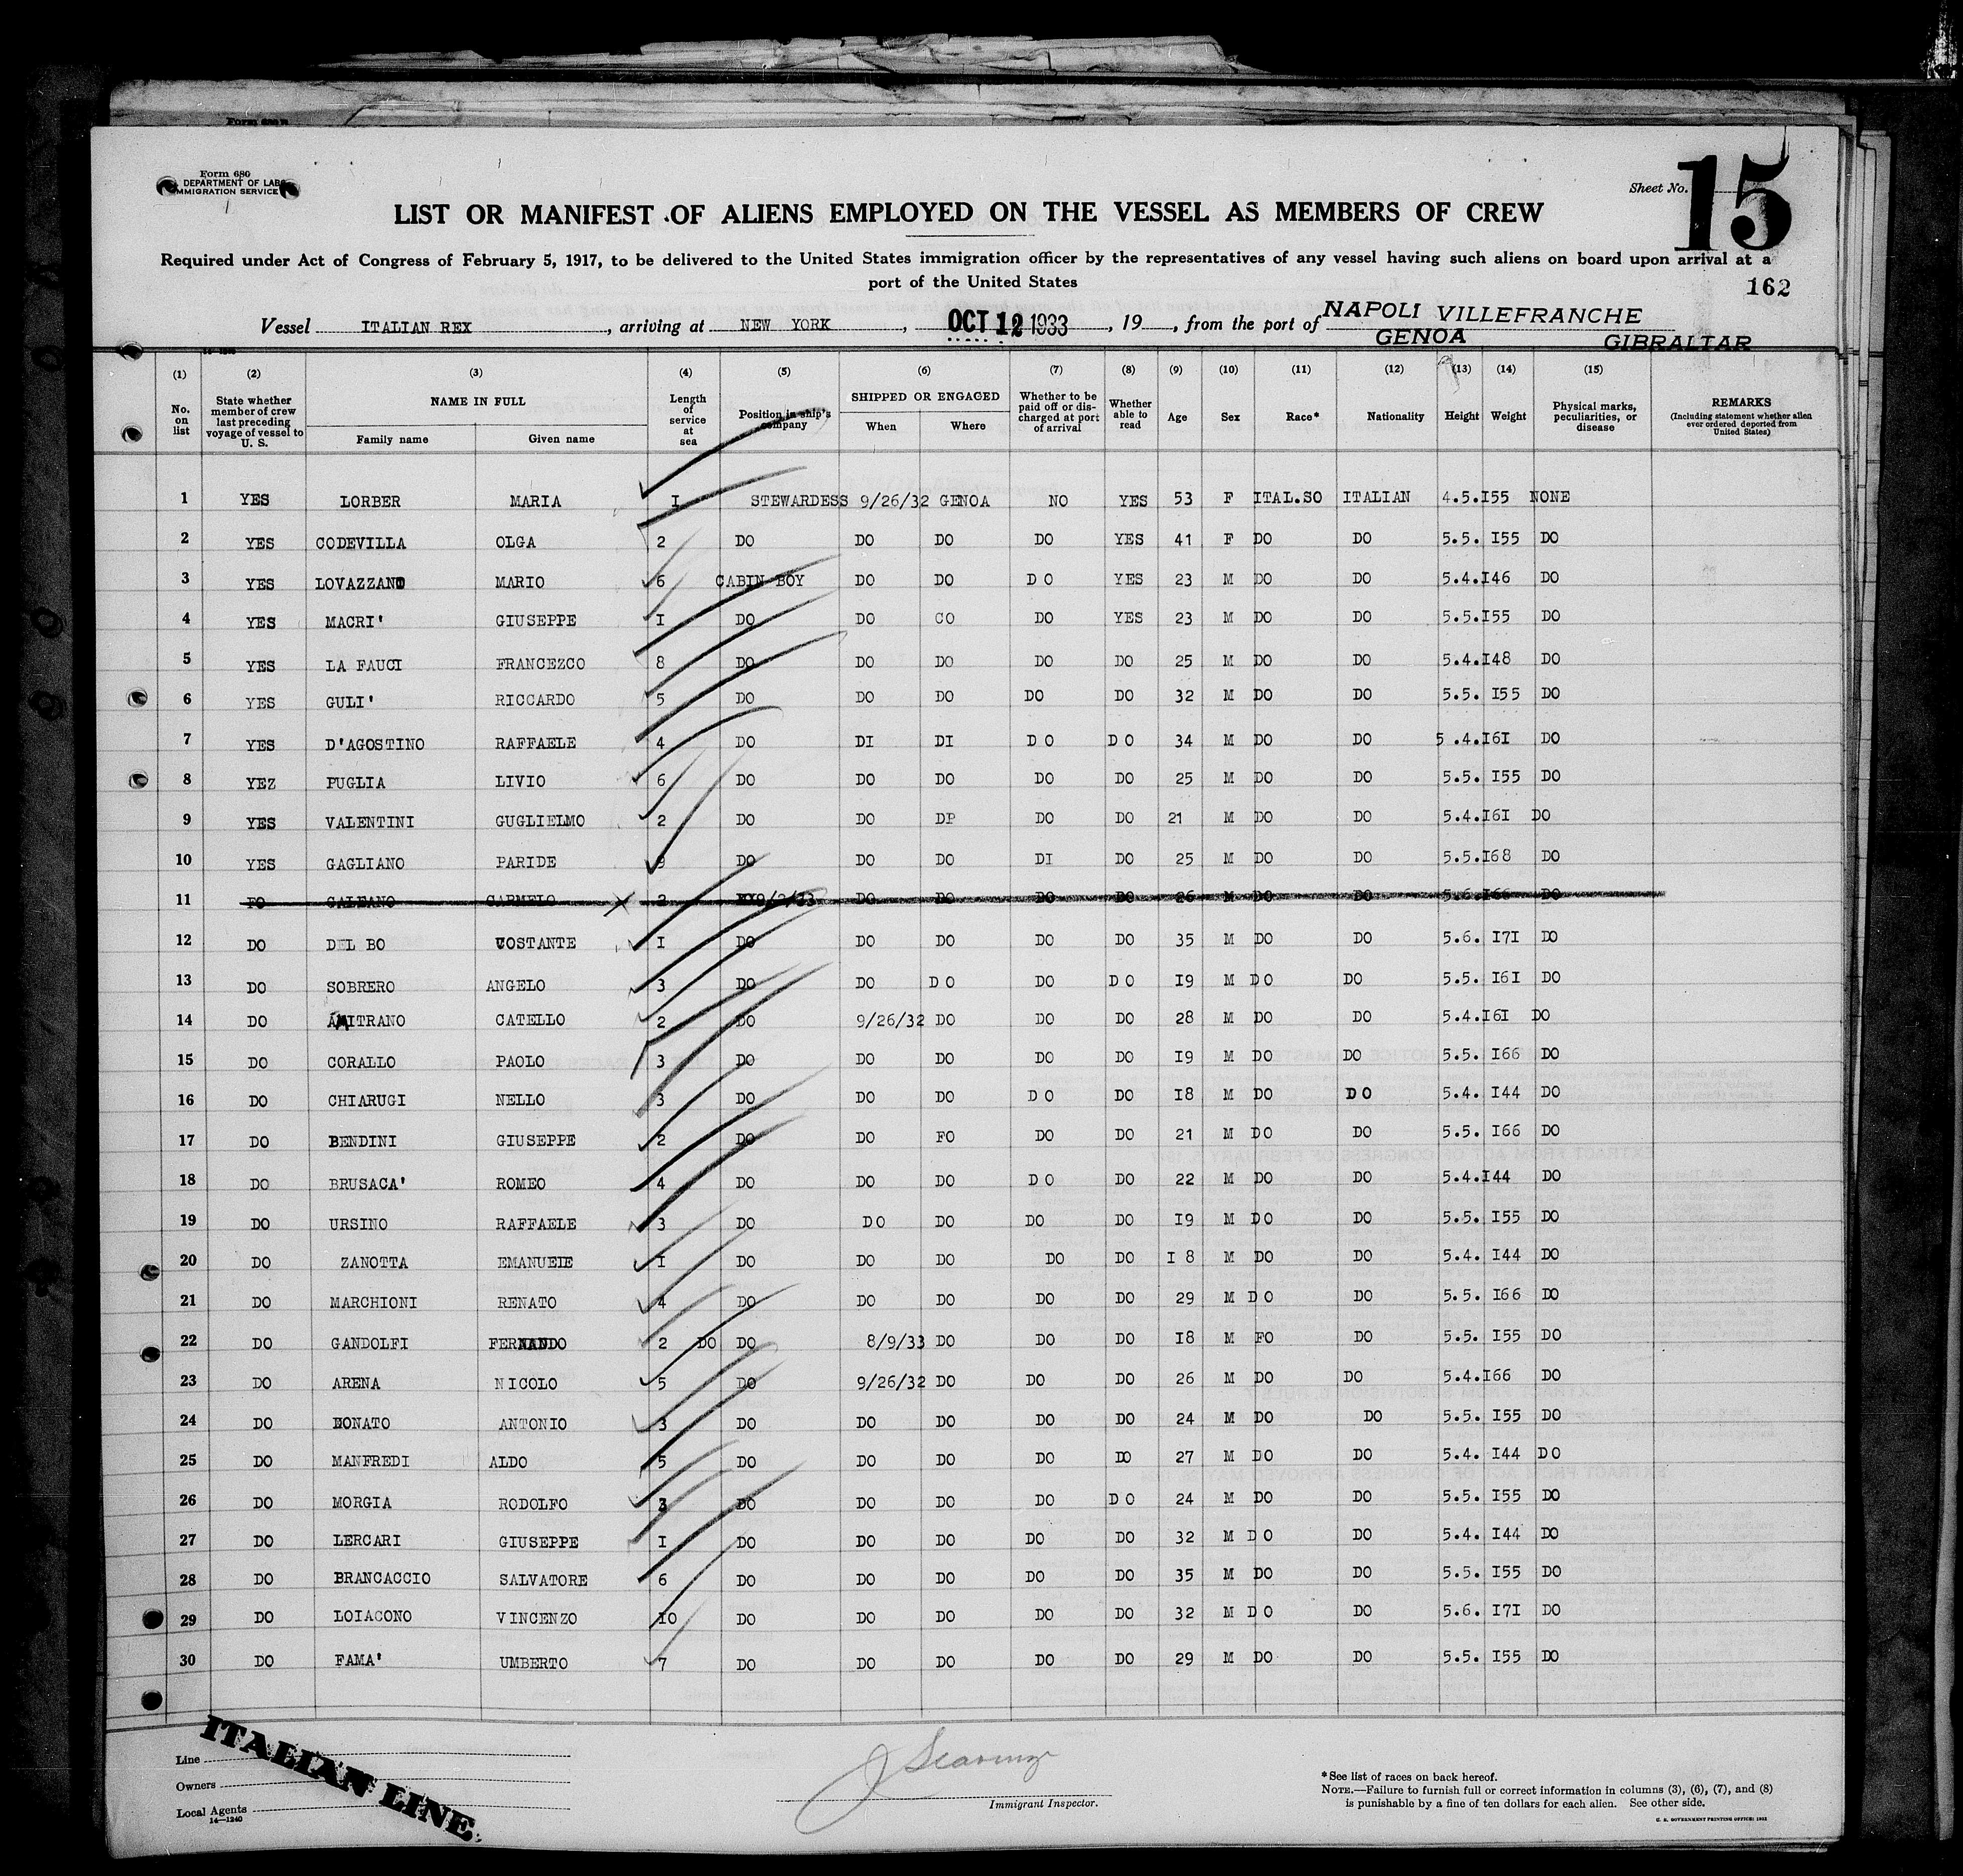 Form 680
DEPARTMENT OF LABOR
IMMIGRATION SERVICE
Sheet No. 15
LIST OR MANIFEST OF ALIENS EMPLOYED ON THE VESSEL AS MEMBERS OF CREW
Required under Act of Congress of February 5, 1917, to be delivered to the United States immigration officer by the representatives of any vessel having such aliens on board upon arrival at a
port of the United States
162
Vessel ITALIAN REX, arriving at NEW YORK, OCT 12 1933, 19, from the port of NAPOLI VILLEFRANCHE
GENOA GIBRALTAR
14-1240
(1) (2) (3) (4) (5) (6) (7) (8) (9) (10) (11) (12) (13) (14) (15)
No. on list State whether member of crew last preceding voyage of vessel to U. S. NAME IN FULL Family name Given name Length of service at sea Position in ship's company SHIPPED OR ENGAGED When Where Whether to be paid off or discharged at port of arrival Whether able to read Age Sex Race* Nationality Height Weight Physical marks, peculiarities, or disease REMARKS (Including statement whether alien ever ordered deported from United States)
1 YES LORBER MARIA I STEWARDESS 9/26/32 GENOA NO YES 53 F ITAL.SO ITALIAN 4.5. I55 NONE
2 YES CODEVILLA OLGA 2 DO DO DO DO YES 41 F DO DO 5.5. I55 DO
3 YES LOVAZZANO MARIO 6 CABIN BOY DO DO D O YES 23 M DO DO 5.4. I46 DO
4 YES MACRI' GIUSEPPE I DO DO CO DO YES 23 M DO DO 5.5. I55 DO
5 YES LA FAUCI FRANCEZCO 8 DO DO DO DO DO 25 M DO DO 5.4. I48 DO
6 YES GULI' RICCARDO 5 DO DO DO DO DO 32 M DO DO 5.5. I55 DO
7 YES D'AGOSTINO RAFFAELE 4 DO DI DI D O D O 34 M DO DO 5 .4. I6I DO
8 YEZ PUGLIA LIVIO 6 DO DO DO DO DO 25 M DO DO 5.5. I55 DO
9 YES VALENTINI GUGLIELMO 2 DO DO DP DO DO 21 M DO DO 5.4. I6I DO
10 YES GAGLIANO PARIDE 9 DO DO DO DI DO 25 M DO DO 5.5. I68 DO
11 FO GALEANO CARMELO 2 9/2/33 DO DO DO DO 26 M DO DO 5.6. I66 DO
12 DO DEL BO COSTANTE I DO DO DO DO DO 35 M DO DO 5.6. I7I DO
13 DO SOBRERO ANGELO 3 DO DO D O DO D O I9 M D O DO 5.5. I6I DO
14 DO AMITRANO CATELLO 2 DO 9/26/32 DO DO DO 28 M DO DO 5.4. I6I DO
15 DO CORALLO PAOLO 3 DO DO DO DO DO I9 M DO DO 5.5. I66 DO
16 DO CHIARUGI NELLO 3 DO DO DO D O DO I8 M DO D O 5.4. I44 DO
17 DO BENDINI GIUSEPPE 2 DO DO FO DO DO 21 M D O DO 5.5. I66 DO
18 DO BRUSACA' ROMEO 4 DO DO DO D O DO 22 M DO DO 5.4. I44 DO
19 DO URSINO RAFFAELE 3 DO D O DO DO DO I9 M D O DO 5.5. I55 DO
20 DO ZANOTTA EMANUELE I DO DO DO DO DO I 8 M DO DO 5.4. I44 DO
21 DO MARCHIONI RENATO 4 DO DO DO DO DO 29 M D O DO 5.5. I66 DO
22 DO GANDOLFI FERNANDO 2 DO DO 8/9/33 DO DO DO I8 M FO DO 5.5. I55 DO
23 DO ARENA NICOLO 5 DO 9/26/32 DO DO DO 26 M DO DO 5.4. I66 DO
24 DO DONATO ANTONIO 3 DO DO DO DO DO 24 M DO DO 5.5. I55 DO
25 DO MANFREDI ALDO 5 DO DO DO DO DO 27 M D O DO 5.4. I44 D O
26 DO MORGIA RODOLFO 3 DO DO DO DO D O 24 M DO DO 5.5. I55 DO
27 DO LERCARI GIUSEPPE I DO DO DO DO DO 32 M D O DO 5.4. I44 DO
28 DO BRANCACCIO SALVATORE 6 DO DO DO DO DO 35 M DO DO 5.5. I55 DO
29 DO LOIACONO VINCENZO IO DO DO DO DO DO 32 M D O DO 5.6. I7I DO
30 DO FAMA' UMBERTO 7 DO DO DO DO DO 29 M DO DO 5.5. I55 DO
ITALIAN LINE
Line
Owners
Local Agents
14-1240
Immigrant Inspector.
*See list of races on back hereof.
NOTE.—Failure to furnish full or correct information in columns (3), (6), (7), and (8)
is punishable by a fine of ten dollars for each alien. See other side.
U. S. GOVERNMENT PRINTING OFFICE: 1932